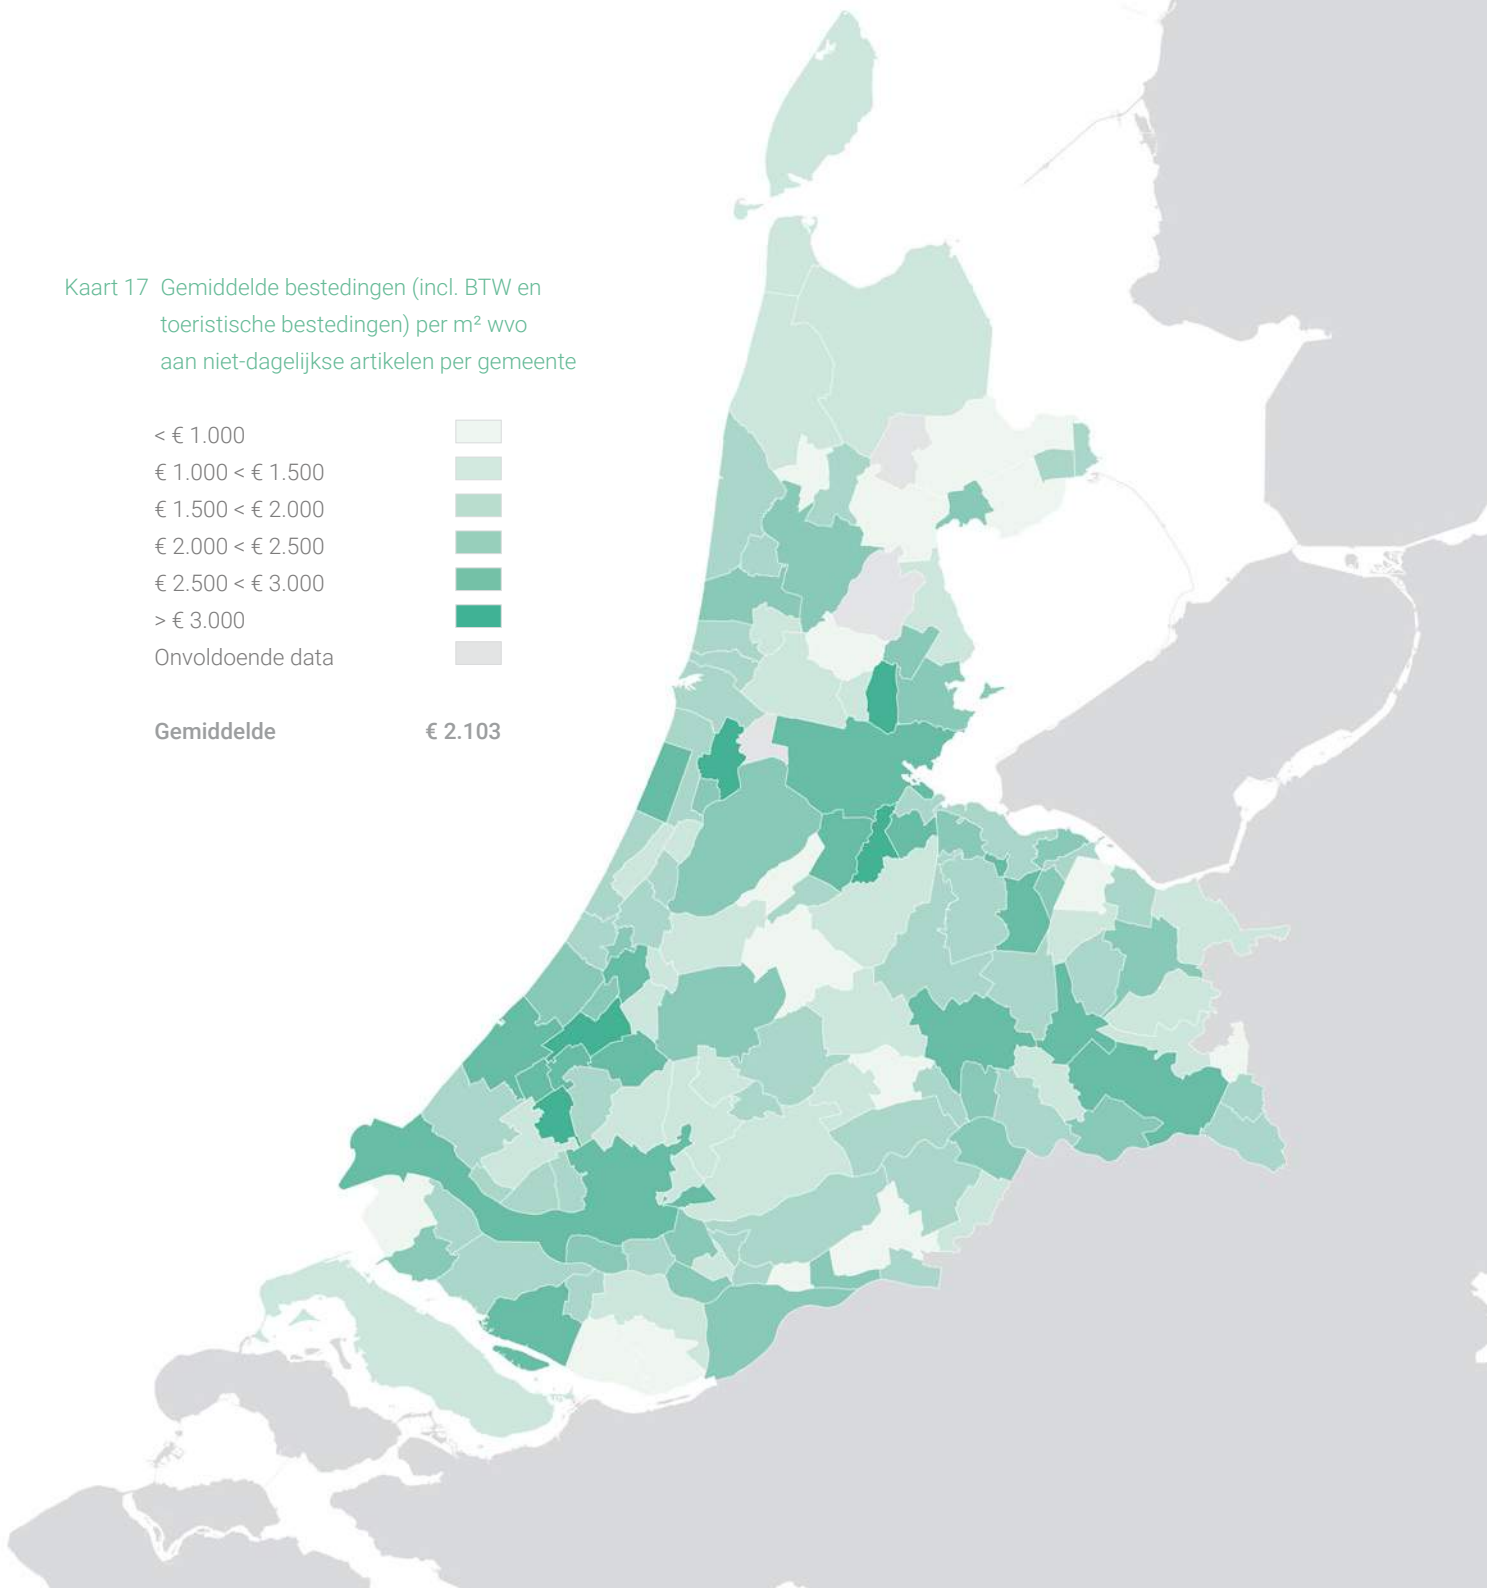 Kaart 17 Gemiddelde bestedingen (incl. BTW en
toeristische bestedingen) per m² wvo
aan niet-dagelijkse artikelen per gemeente
< € 1.000
€ 1.000 < € 1.500
€ 1.500 < € 2.000
€ 2.000 < € 2.500
€ 2.500 < € 3.000
> € 3.000
Onvoldoende data
Gemiddelde € 2.103